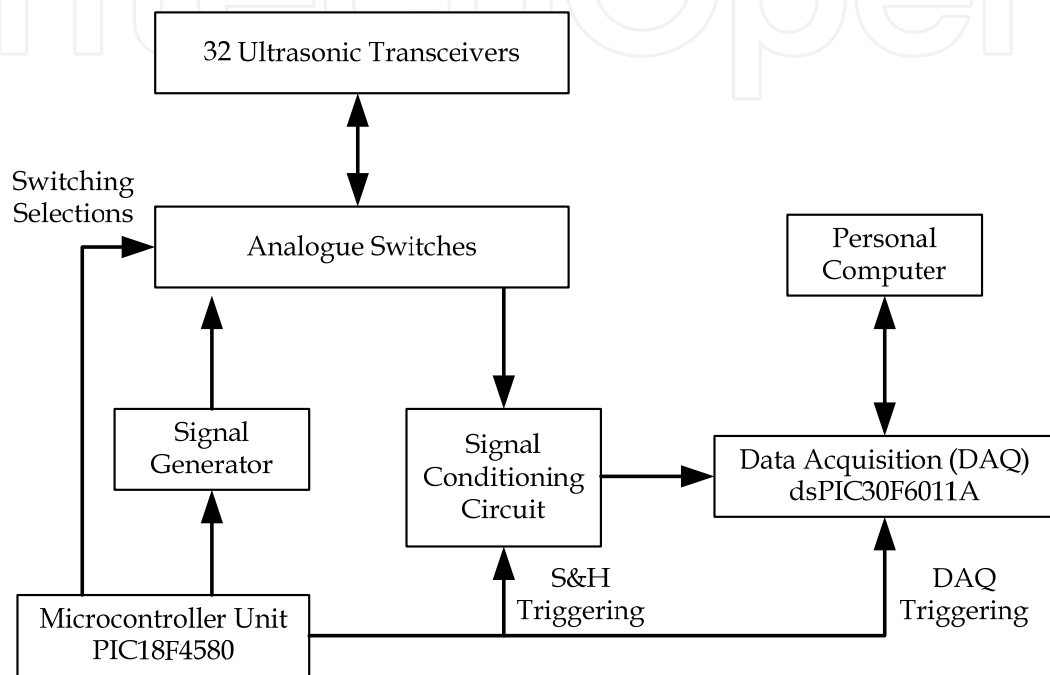 32 Ultrasonic Transceivers
Switching
Selections
Analogue Switches
Personal
Computer
Signal
Generator
Signal
Conditioning
Circuit
Data Acquisition (DAQ)
dsPIC30F6011A
S&H
Triggering
DAQ
Triggering
Microcontroller Unit
PIC18F4580